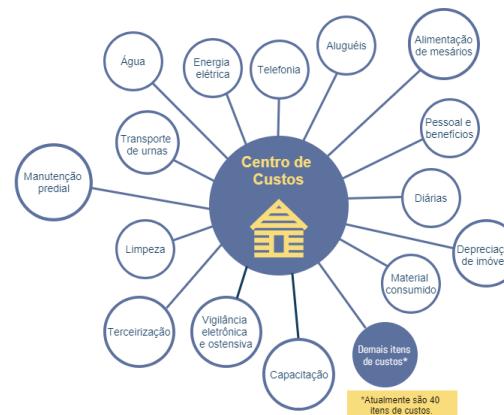 Água
Energia
elétrica
Telefonia
Aluguéis
Alimentação
de mesários
Transporte
de urnas
Pessoal e
benefícios
Centro de
Custos
Manutenção
predial
Diárias
Limpeza
Depreciaç
de imóve
Material
consumido
Terceirização
Vigilância
eletrônica
e ostensiva
Capacitação
Demais itens
de custos*
*Atualmente são 40
itens de custos.